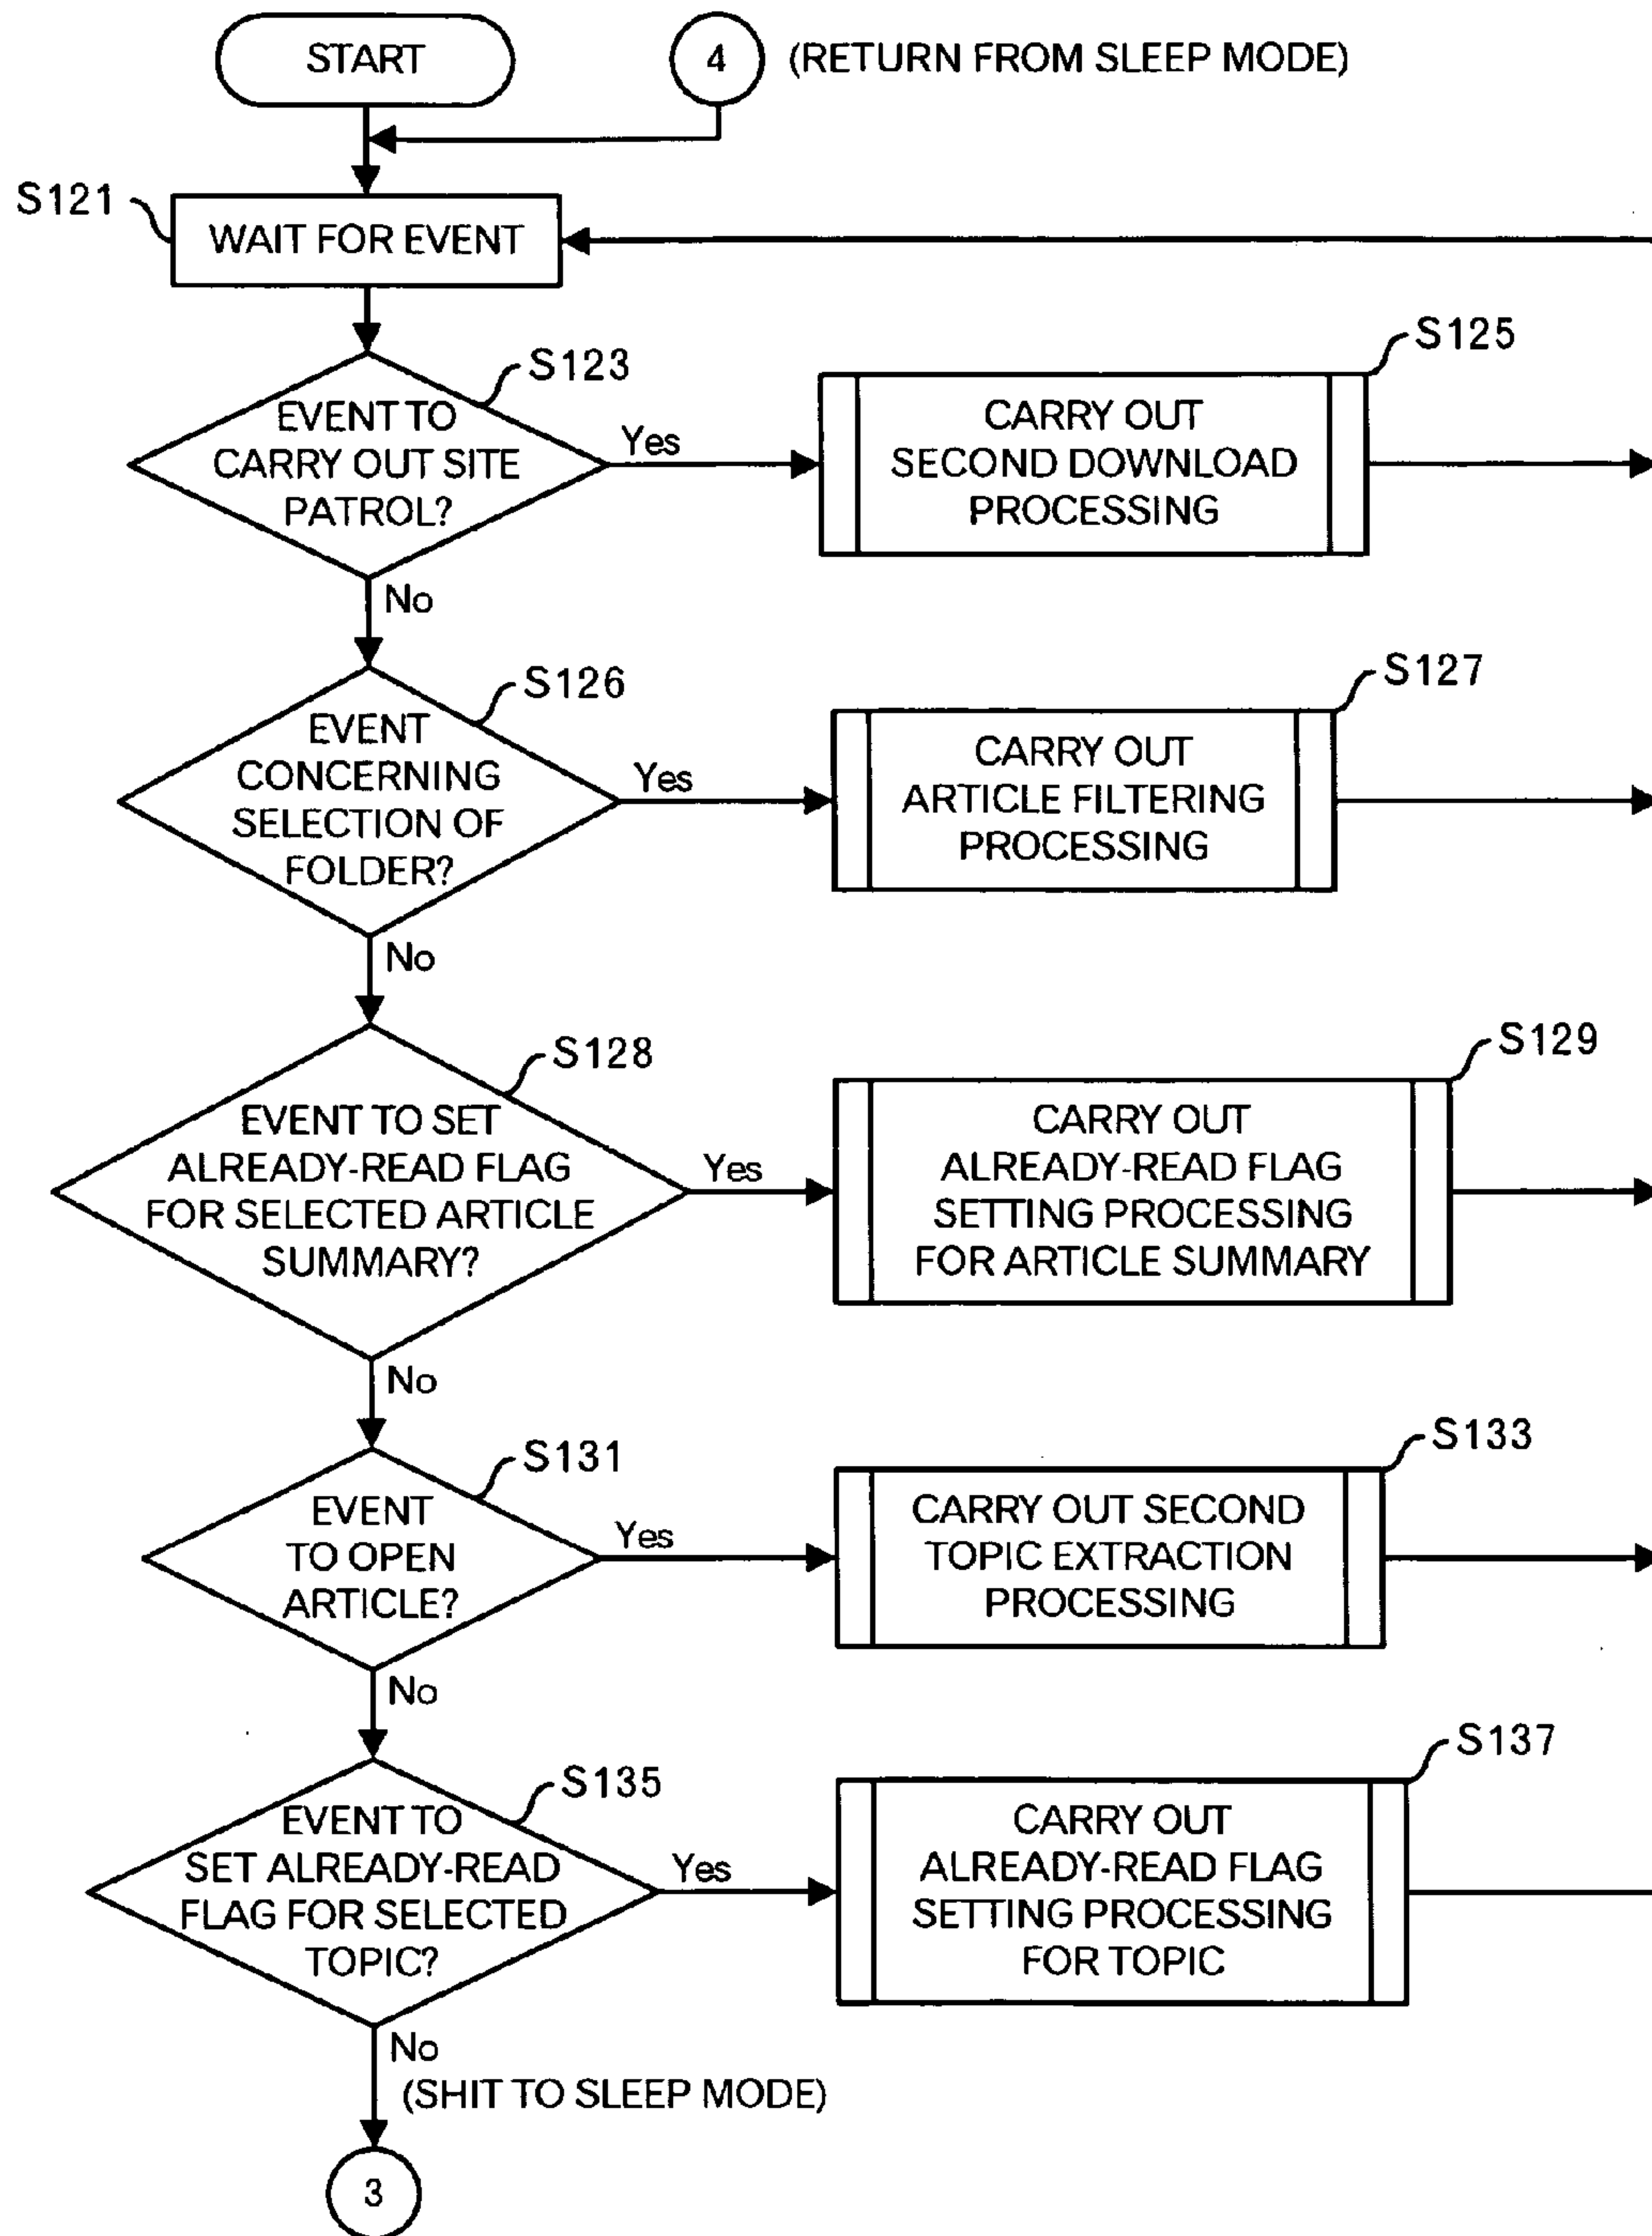 START
4
(RETURN FROM SLEEP MODE)
S121
WAIT FOR EVENT
S123
EVENT TO
CARRY OUT SITE
PATROL?
Yes
S125
CARRY OUT
SECOND DOWNLOAD
PROCESSING
No
S126
EVENT
CONCERNING
SELECTION OF
FOLDER?
Yes
S127
CARRY OUT
ARTICLE FILTERING
PROCESSING
No
S128
EVENT TO SET
ALREADY-READ FLAG
FOR SELECTED ARTICLE
SUMMARY?
Yes
S129
CARRY OUT
ALREADY-READ FLAG
SETTING PROCESSING
FOR ARTICLE SUMMARY
No
S131
EVENT
TO OPEN
ARTICLE?
Yes
S133
CARRY OUT SECOND
TOPIC EXTRACTION
PROCESSING
No
S135
EVENT TO
SET ALREADY-READ
FLAG FOR SELECTED
TOPIC?
Yes
S137
CARRY OUT
ALREADY-READ FLAG
SETTING PROCESSING
FOR TOPIC
No
(SHIT TO SLEEP MODE)
3